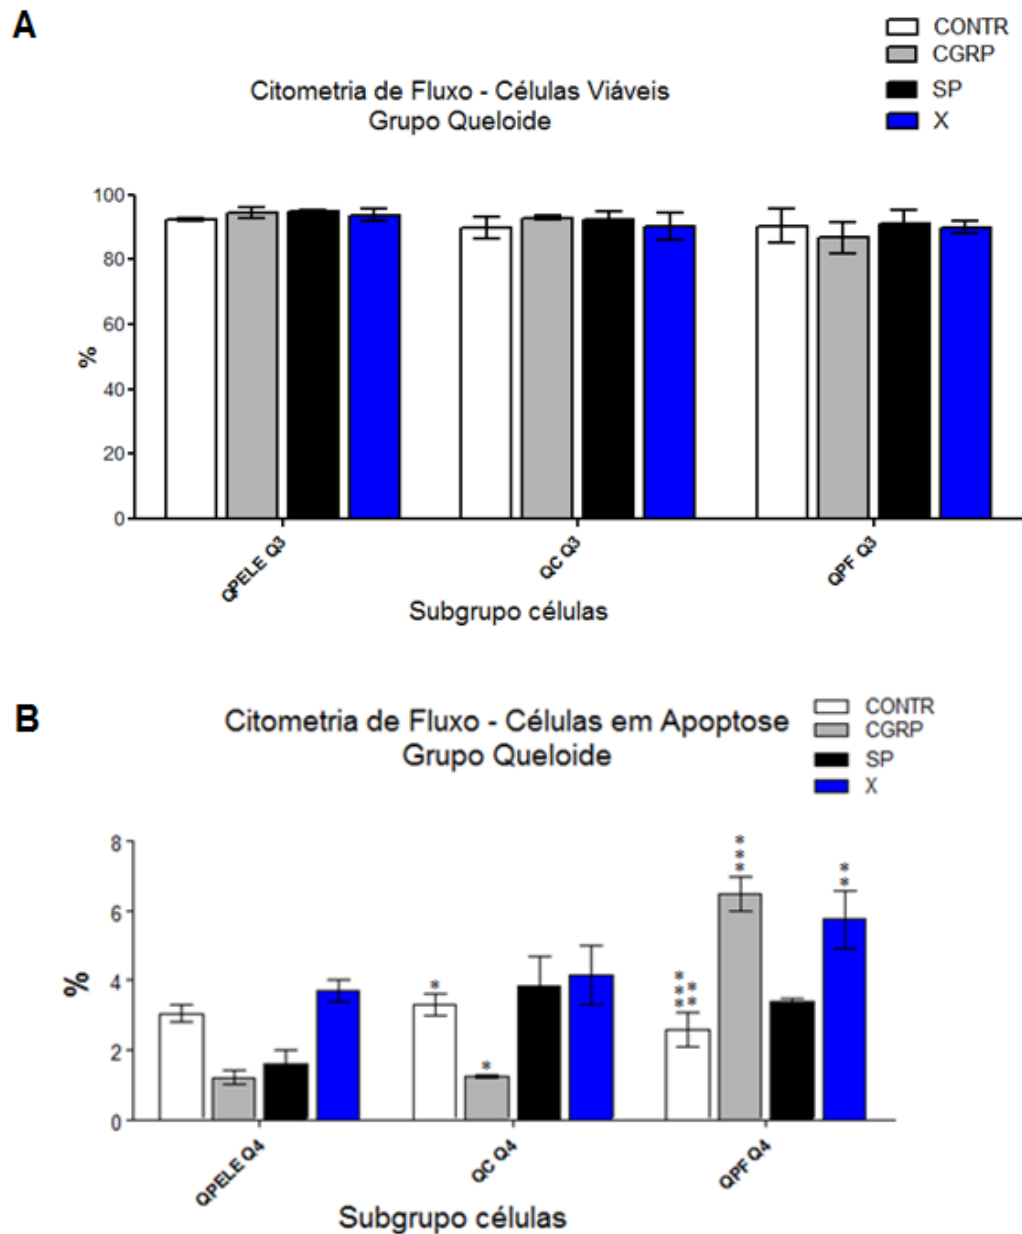 A
CONTR
CGRP
SP
X
Citometria de Fluxo - Células Viáveis
Grupo Queloide
100
80
60
40
20
0
%
QPELE Q3
QC Q3
QPF Q3
Subgrupo células
B
CONTR
CGRP
SP
X
Citometria de Fluxo - Células em Apoptose
Grupo Queloide
8
6
4
2
0
%
*
*
***
**
***
**
QPELE Q4
QC Q4
QPF Q4
Subgrupo células